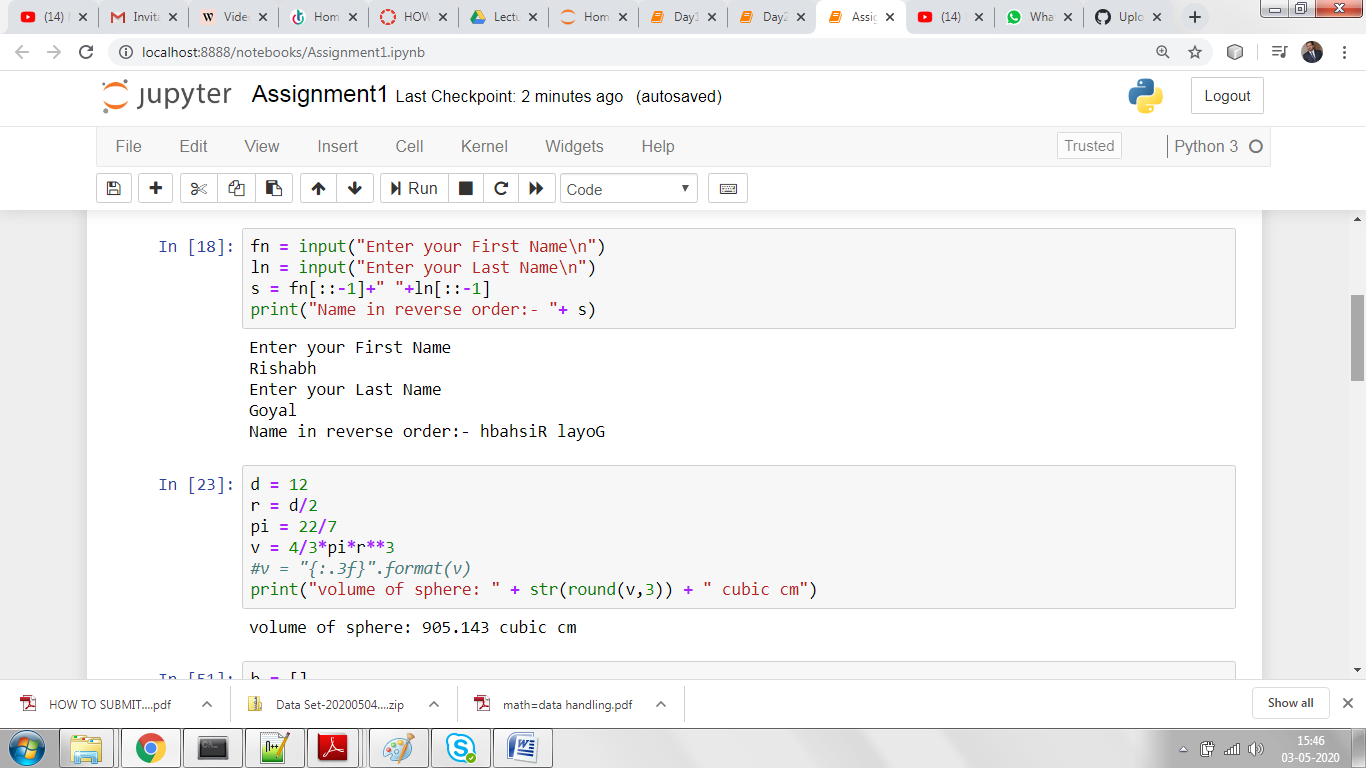 (14)
Invita
W Vide
Hom
HOW
Lectu
Hom
Day1
Day2
Assig
(14)
Wha
Uplo
localhost:8888/notebooks/Assignment1.ipynb
jupyter Assignment1 Last Checkpoint: 2 minutes ago (autosaved)
Logout
File Edit View Insert Cell Kernel Widgets Help
Trusted
Python 3
Run
Code
In [18]:
fn = input("Enter your First Name\n")
ln = input("Enter your Last Name\n")
s = fn[::-1]+" "+ln[::-1]
print("Name in reverse order:- "+ s)
Enter your First Name
Rishabh
Enter your Last Name
Goyal
Name in reverse order:- hbahsiR layoG
In [23]:
d = 12
r = d/2
pi = 22/7
v = 4/3*pi*r**3
#v = "{:.3f}".format(v)
print("volume of sphere: " + str(round(v,3)) + " cubic cm")
volume of sphere: 905.143 cubic cm
In [51]:
b = []
HOW TO SUBMIT....pdf
Data Set-20200504....zip
math=data handling.pdf
Show all
15:46
03-05-2020